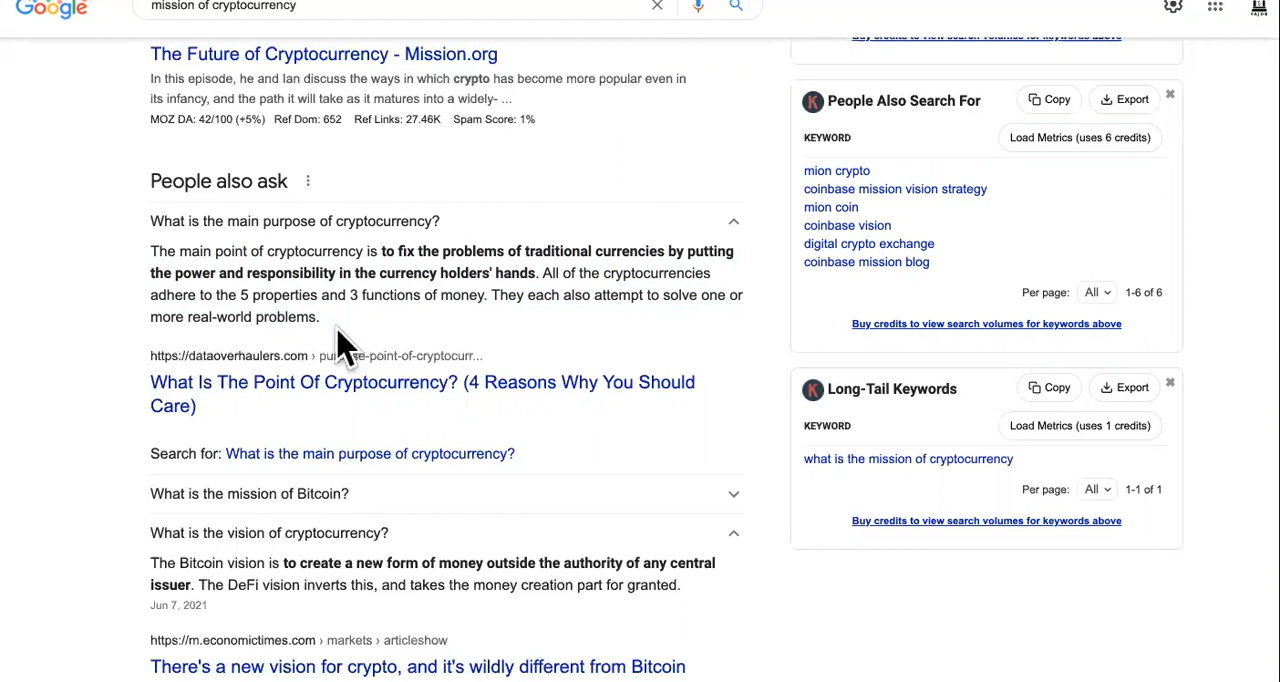 Google
mission of cryptocurrency
The Future of Cryptocurrency - Mission.org
In this episode, he and Ian discuss the ways in which crypto has become more popular even in
its infancy, and the path it will take as it matures into a widely- ...
MOZ DA: 42/100 (+5%) Ref Dom: 652 Ref Links: 27.46K Spam Score: 1%
People also ask
What is the main purpose of cryptocurrency?
The main point of cryptocurrency is to fix the problems of traditional currencies by putting
the power and responsibility in the currency holders' hands. All of the cryptocurrencies
adhere to the 5 properties and 3 functions of money. They each also attempt to solve one or
more real-world problems.
https://dataoverhaulers.com › pu se-point-of-cryptocurr...
What Is The Point Of Cryptocurrency? (4 Reasons Why You Should
Care)
Search for: What is the main purpose of cryptocurrency?
What is the mission of Bitcoin?
What is the vision of cryptocurrency?
The Bitcoin vision is to create a new form of money outside the authority of any central
issuer. The DeFi vision inverts this, and takes the money creation part for granted.
Jun 7, 2021
https://m.economictimes.com › markets › articleshow
There's a new vision for crypto, and it's wildly different from Bitcoin
Buy credits to view search volumes for keywords above
K People Also Search For Copy Export
KEYWORD Load Metrics (uses 6 credits)
mion crypto
coinbase mission vision strategy
mion coin
coinbase vision
digital crypto exchange
coinbase mission blog
Per page: All 1-6 of 6
Buy credits to view search volumes for keywords above
K Long-Tail Keywords Copy Export
KEYWORD Load Metrics (uses 1 credits)
what is the mission of cryptocurrency
Per page: All 1-1 of 1
Buy credits to view search volumes for keywords above